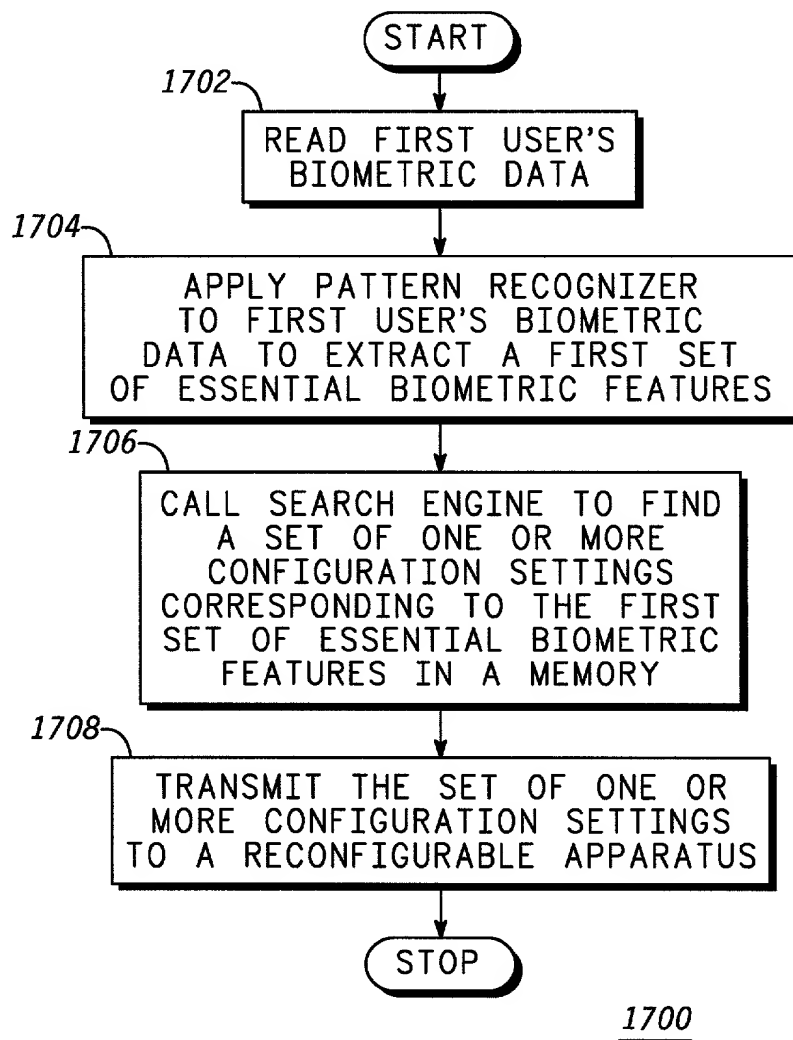 START
1702
READ FIRST USER'S
BIOMETRIC DATA
1704
APPLY PATTERN RECOGNIZER
TO FIRST USER'S BIOMETRIC
DATA TO EXTRACT A FIRST SET
OF ESSENTIAL BIOMETRIC FEATURES
1706
CALL SEARCH ENGINE TO FIND
A SET OF ONE OR MORE
CONFIGURATION SETTINGS
CORRESPONDING TO THE FIRST
SET OF ESSENTIAL BIOMETRIC
FEATURES IN A MEMORY
1708
TRANSMIT THE SET OF ONE OR
MORE CONFIGURATION SETTINGS
TO A RECONFIGURABLE APPARATUS
STOP
1700